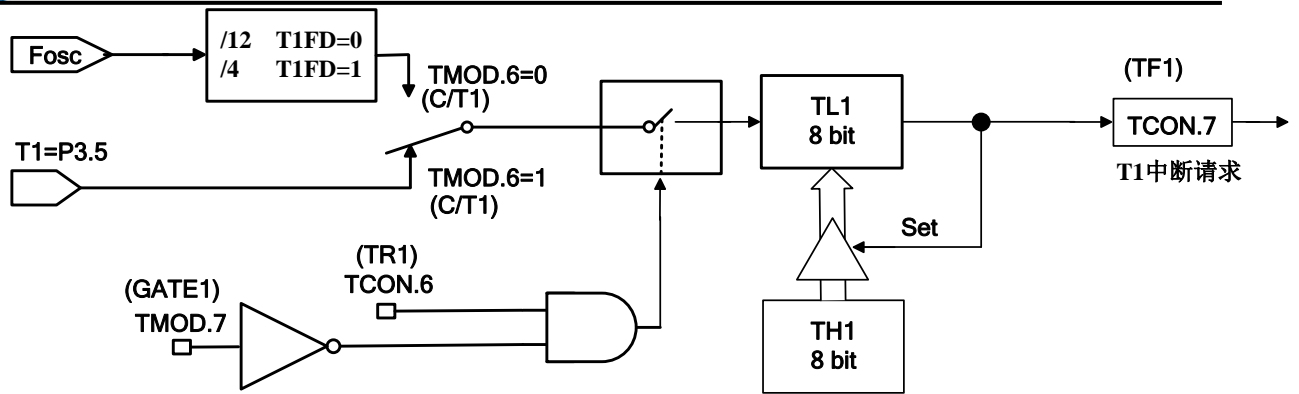 Fosc
/12 T1FD=0
/4 T1FD=1
TMOD.6=0
(C/T1)
T1=P3.5
TMOD.6=1
(C/T1)
TL1
8 bit
(TF1)
TCON.7
T1中断请求
Set
(TR1)
TCON.6
(GATE1)
TMOD.7
TH1
8 bit